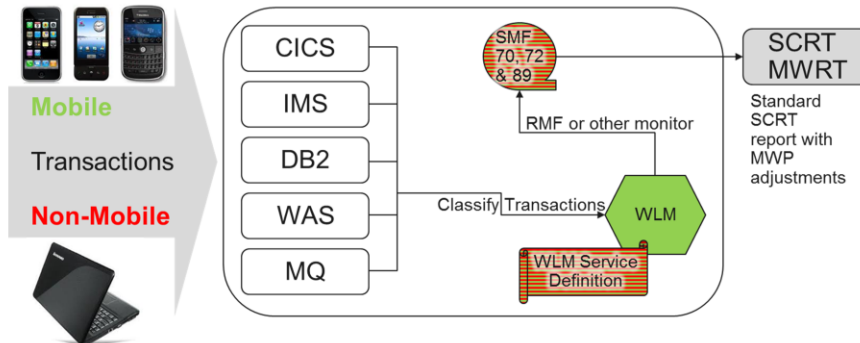 Mobile
Transactions
Non-Mobile
CICS
IMS
DB2
WAS
MQ
Classify Transactions
WLM
WLM Service
Definition
RMF or other monitor
SMF
70, 72
& 89
SCRT
MWRT
Standard
SCRT
report with
MWP
adjustments